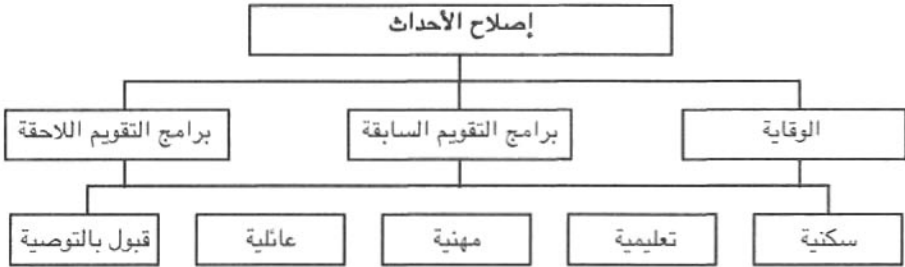 إصلاح الأحداث
الوقاية
برامج التقويم السابقة
برامج التقويم اللاحقة
سكنية
تعليمية
مهنية
عائلية
قبول بالتوصية